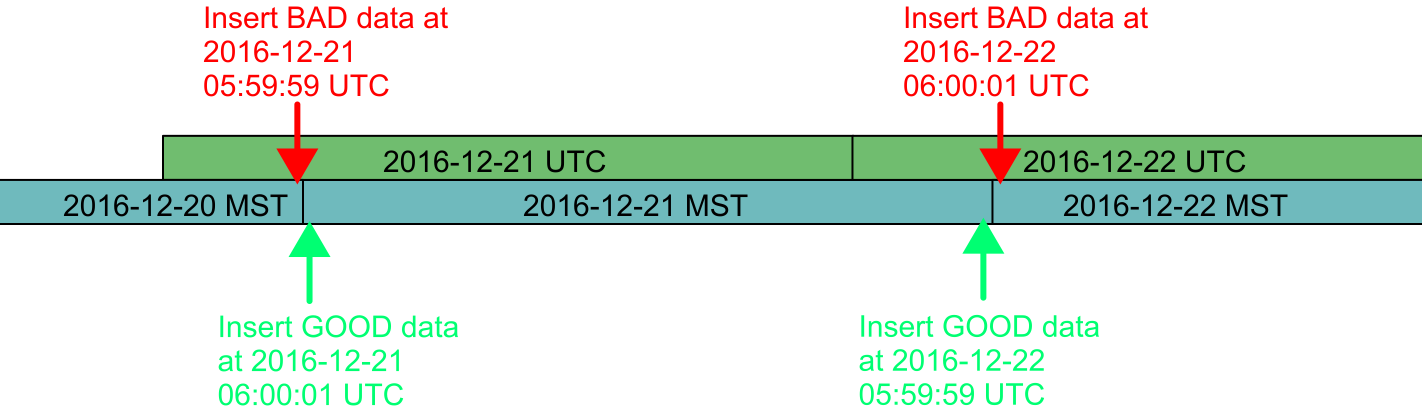 Insert BAD data at
2016-12-21
05:59:59 UTC
Insert BAD data at
2016-12-22
06:00:01 UTC
2016-12-21 UTC
2016-12-22 UTC
2016-12-20 MST
2016-12-21 MST
2016-12-22 MST
Insert GOOD data
at 2016-12-21
06:00:01 UTC
Insert GOOD data
at 2016-12-22
05:59:59 UTC